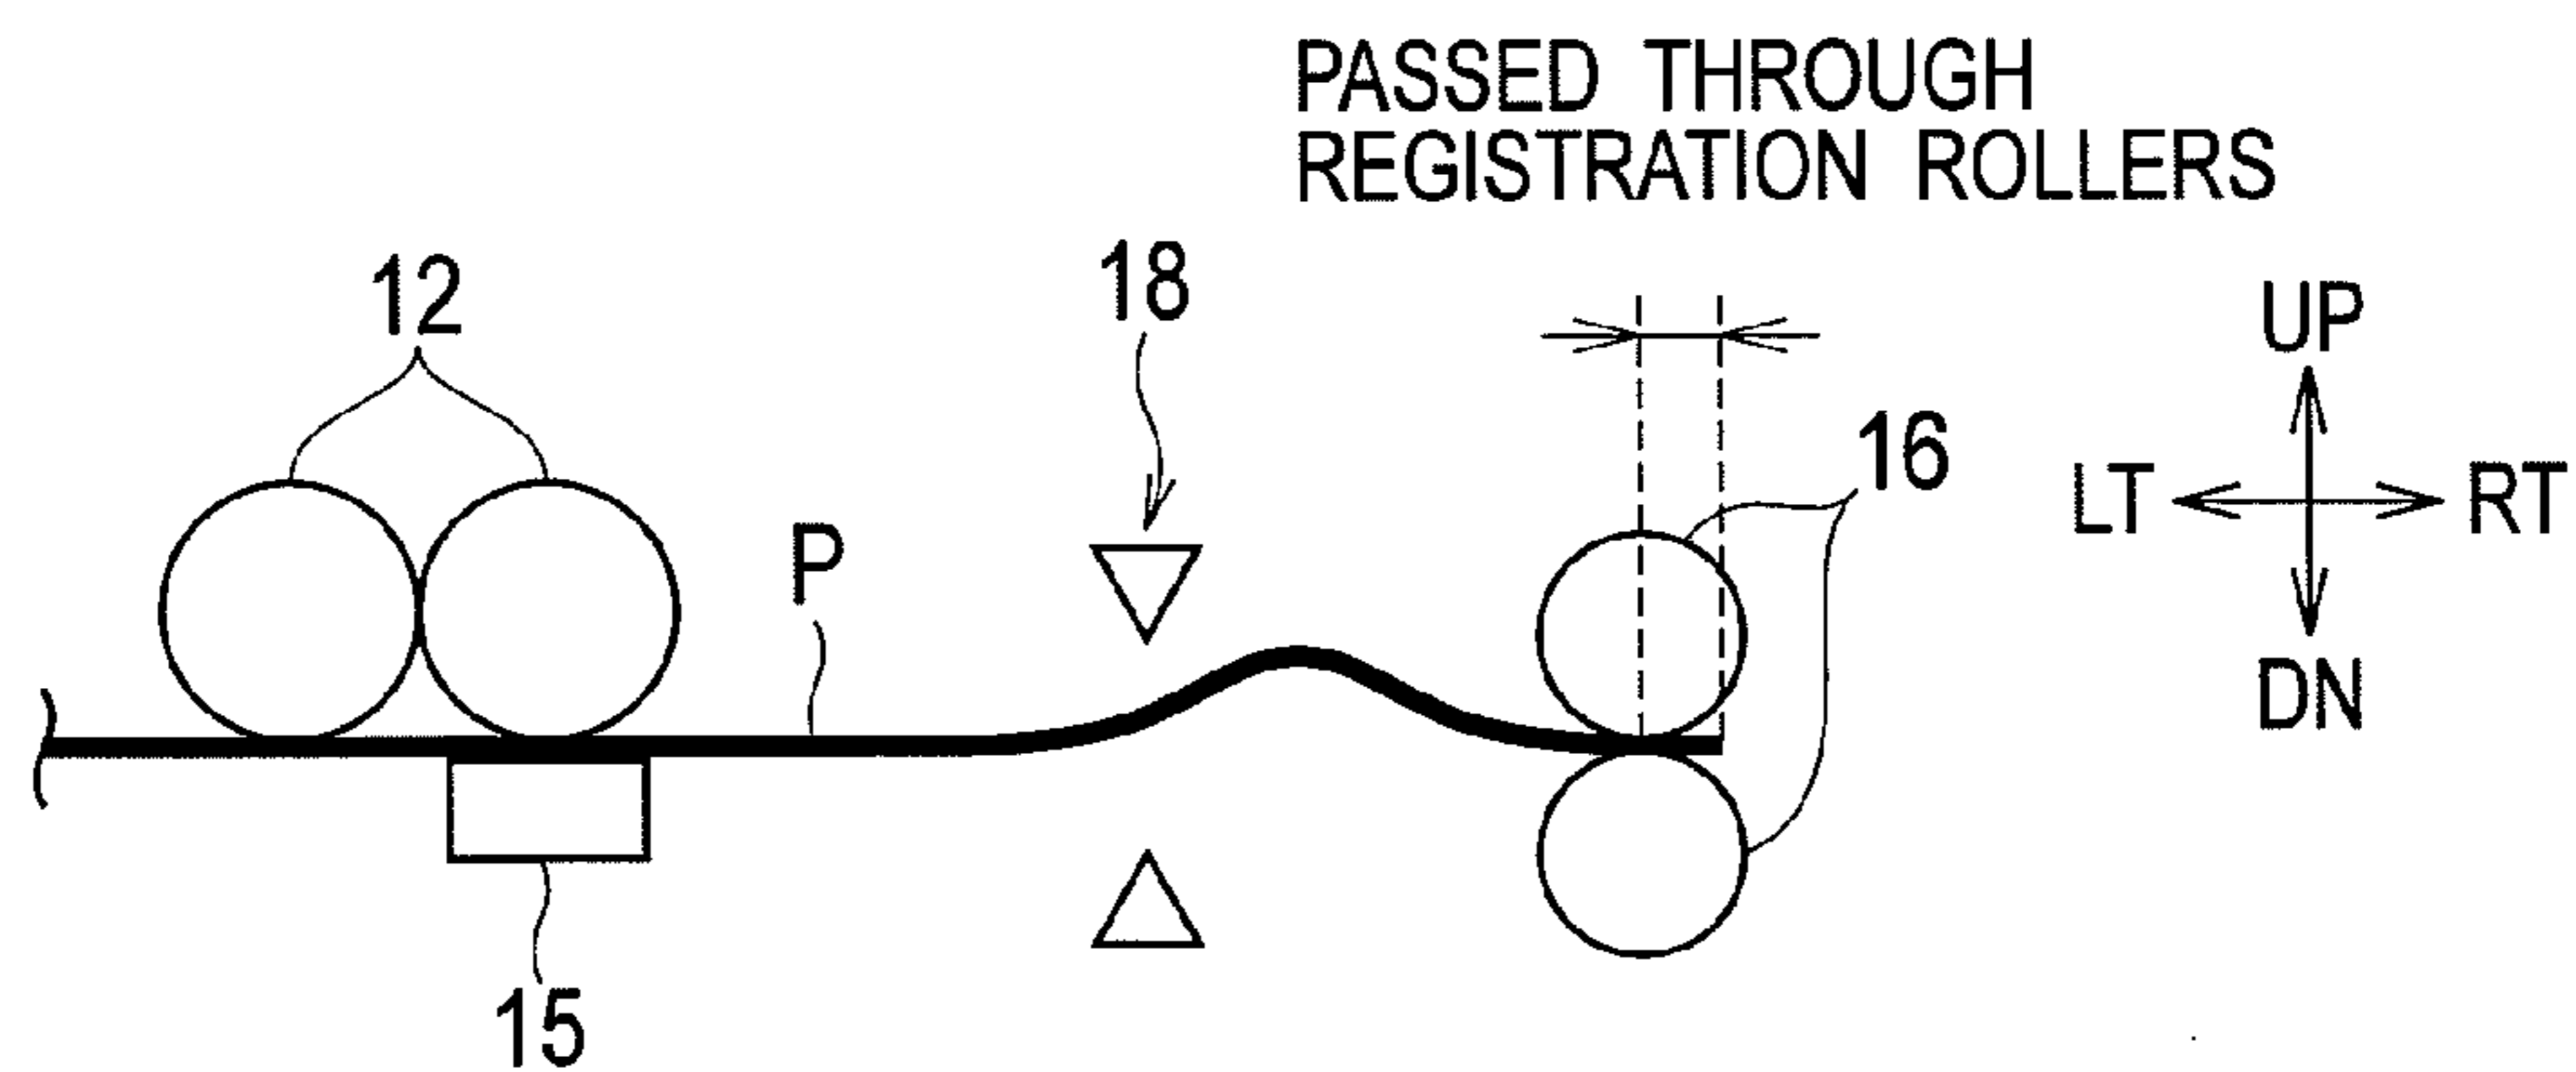 PASSED THROUGH
REGISTRATION ROLLERS
12
18
UP
16
LT
RT
P
DN
15